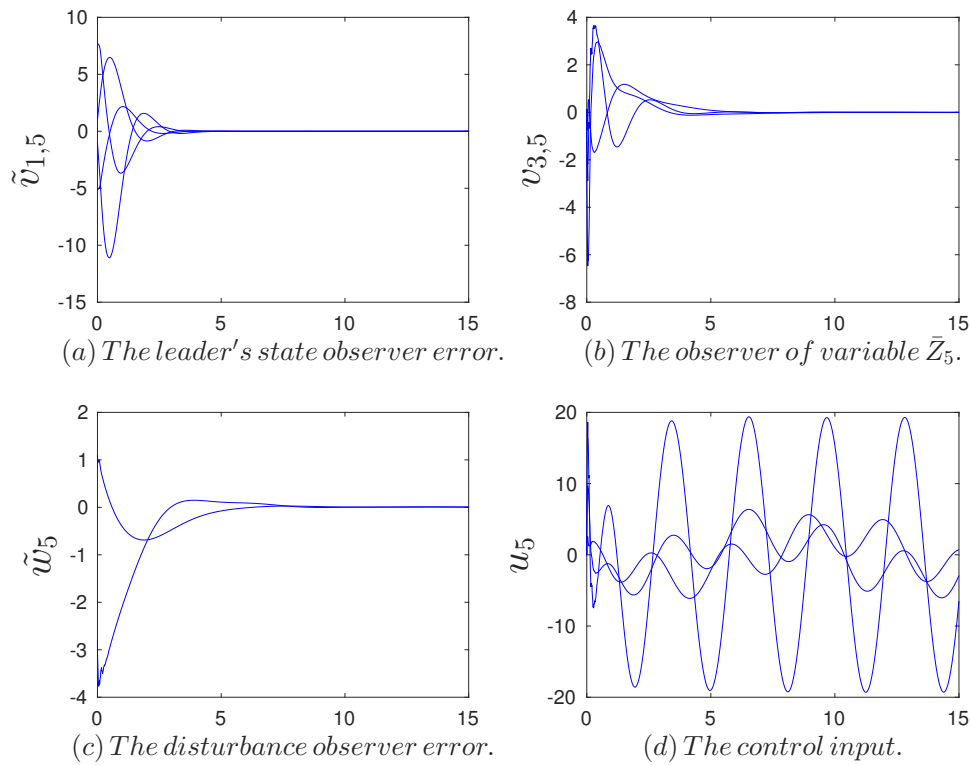 10
5
0
-5
-10
-15
ṽ1,5
0 5 10 15
(a) The leader's state observer error.
4
2
0
-2
-4
-6
-8
v3,5
0 5 10 15
(b) The observer of variable Z̄5.
2
1
0
-1
-2
-3
-4
w̃5
0 5 10 15
(c) The disturbance observer error.
20
10
0
-10
-20
u5
0 5 10 15
(d) The control input.